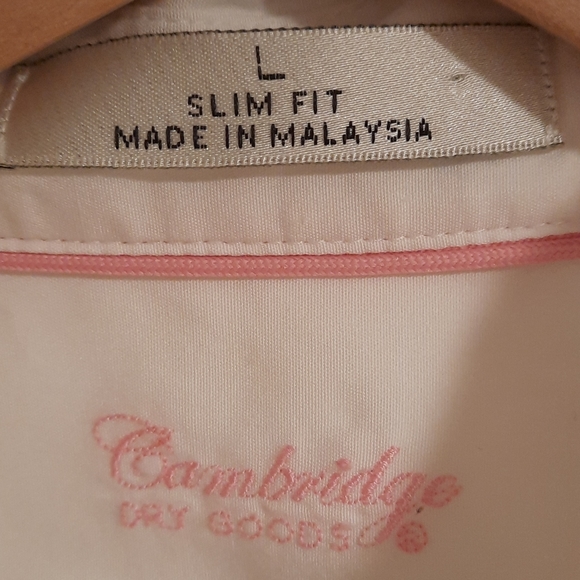 L
SLIM FIT
MADE IN MALAYSIA
Cambridge
DRY GOODS®